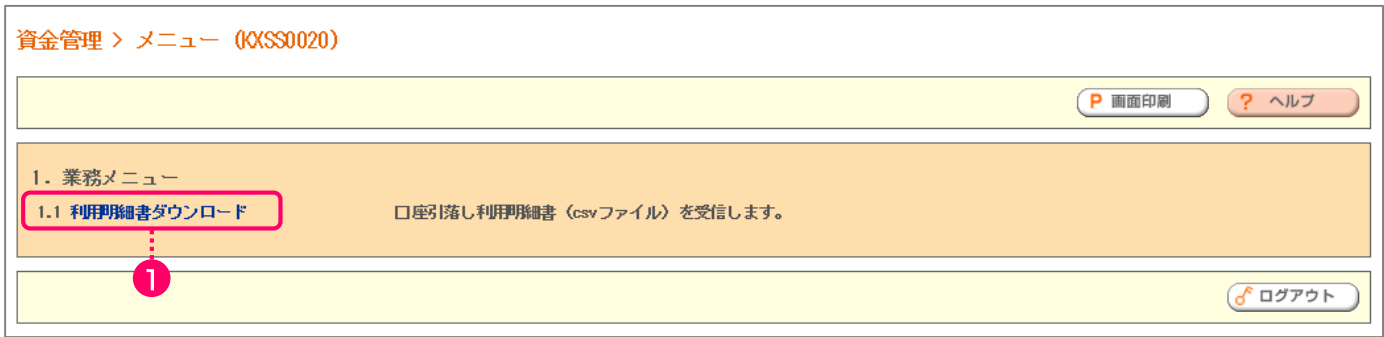 資金管理 > メニュー (KXSS0020)
P 画面印刷 ? ヘルプ
1. 業務メニュー
1.1 利用明細書ダウンロード 口座引落し利用明細書（csvファイル）を受信します。
1
ログアウト